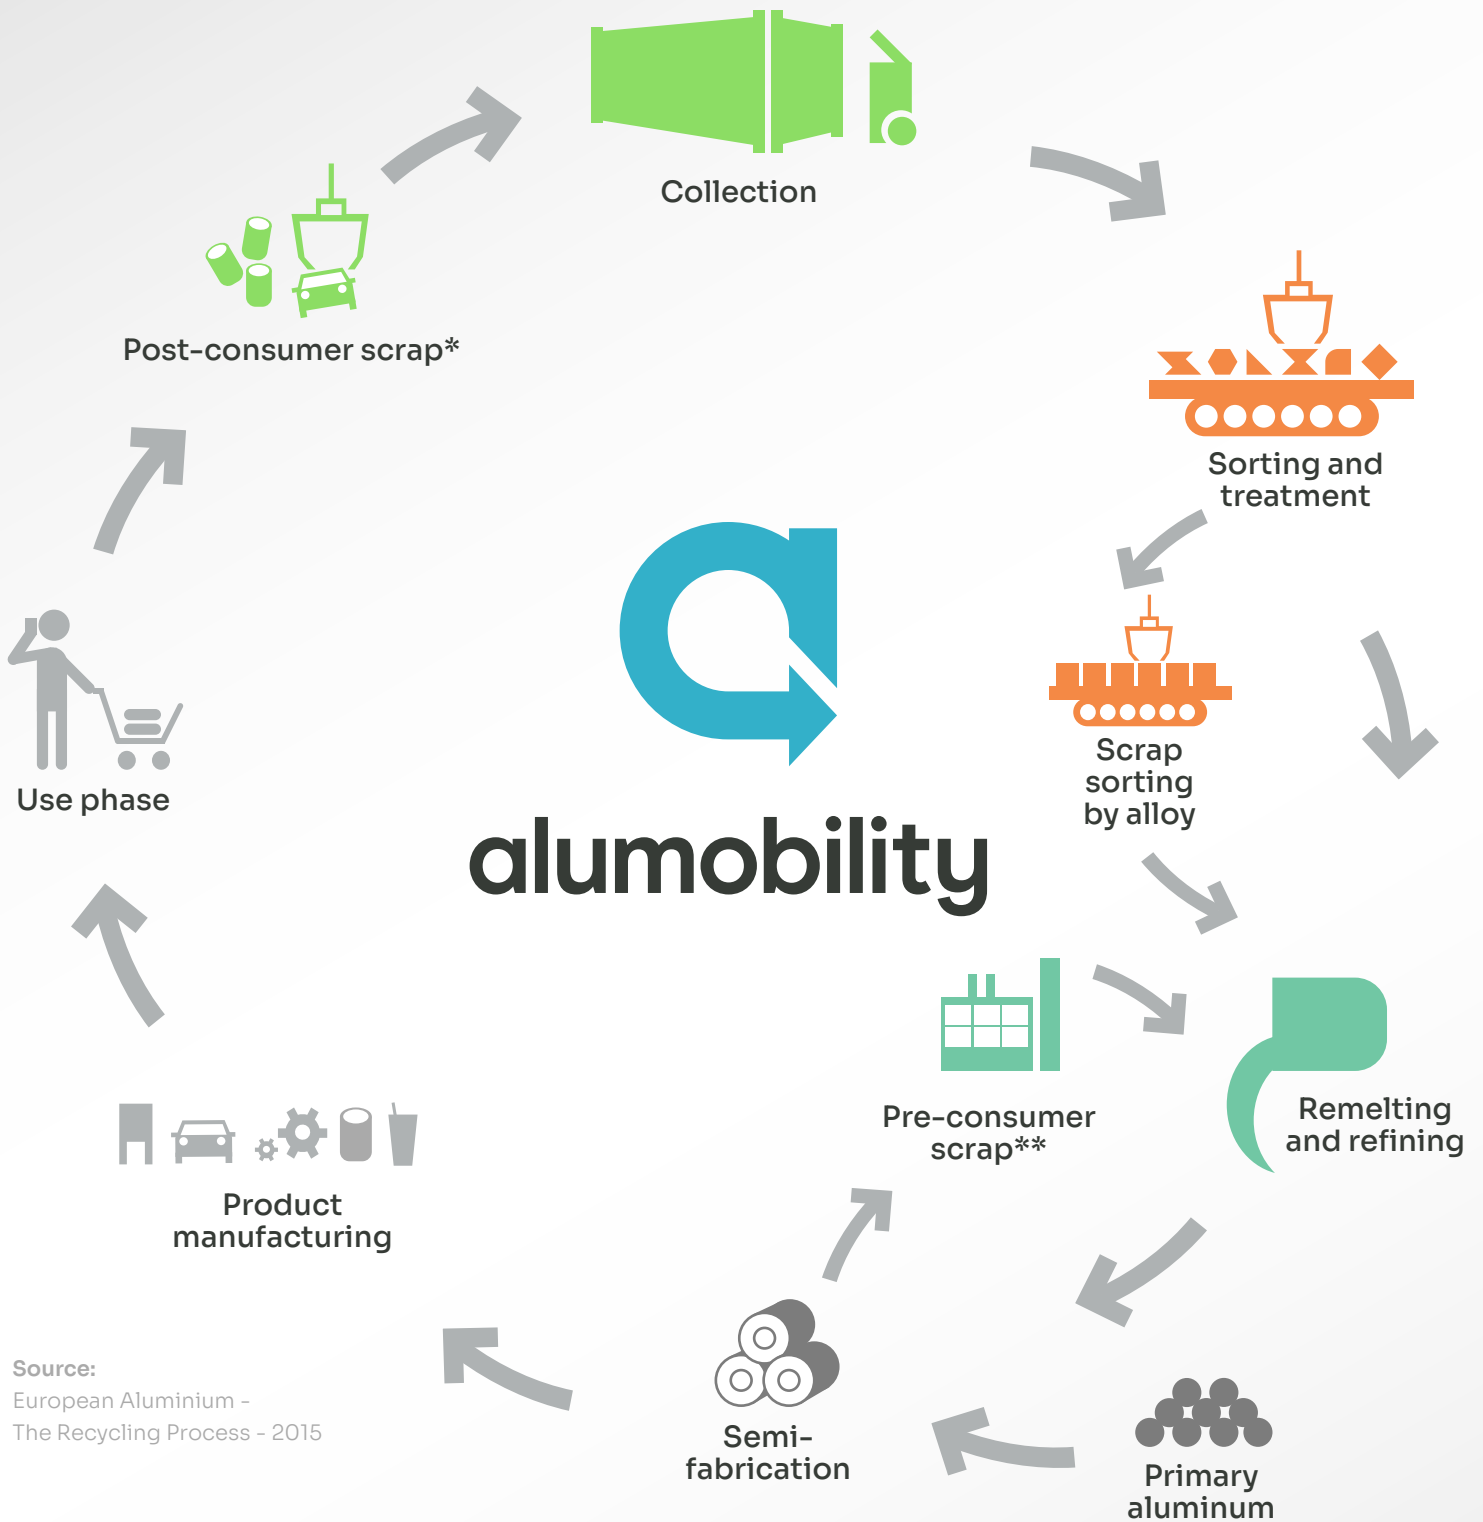 Collection
Post-consumer scrap*
Sorting and
treatment
Scrap
sorting
by alloy
Use phase
alumobility
Pre-consumer
scrap**
Remelting
and refining
Product
manufacturing
Semi-
fabrication
Primary
aluminum
Source:
European Aluminium -
The Recycling Process - 2015